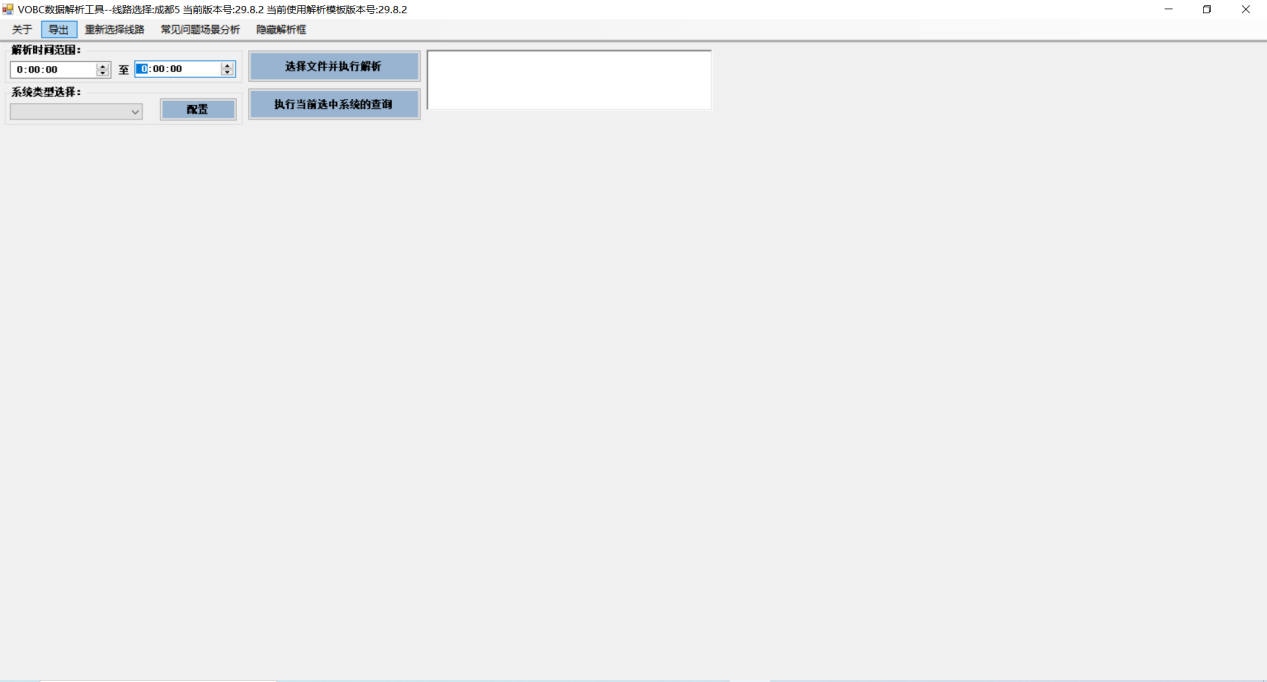 VOBC数据解析工具--线路选择:成都5 当前版本号:29.8.2 当前使用解析模板版本号:29.8.2
关于 导出 重新选择线路 常见问题场景分析 隐藏解析框
解析时间范围:
0:00:00 至 0:00:00
选择文件并执行解析
系统类型选择:
配置
执行当前选中系统的查询